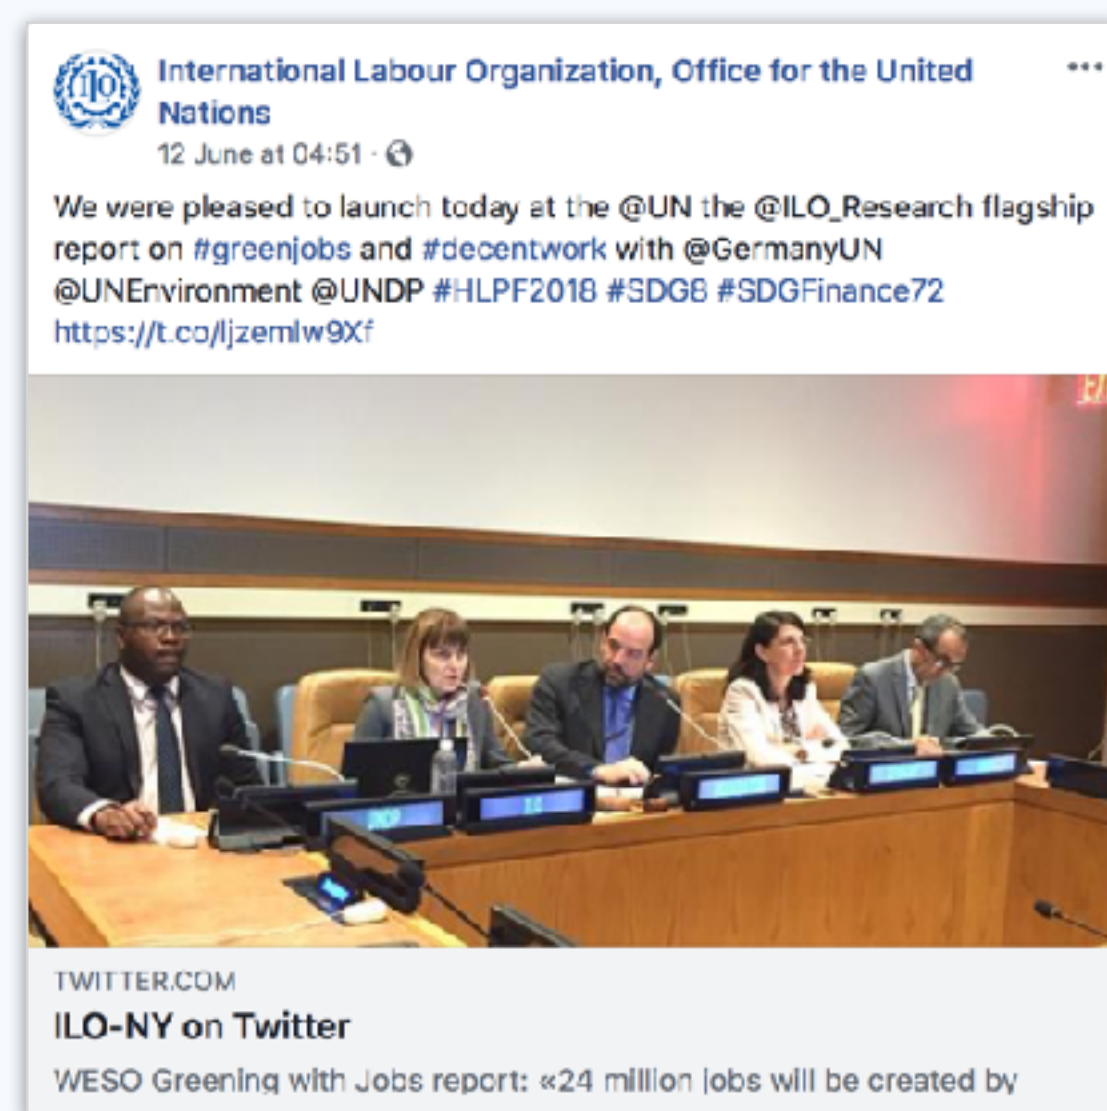 International Labour Organization, Office for the United
Nations
12 June at 04:51 ·
We were pleased to launch today at the @UN the @ILO_Research flagship
report on #greenjobs and #decentwork with @GermanyUN
@UNEnvironment @UNDP #HLPF2018 #SDG8 #SDGFinance72
https://t.co/ljzemlw9Xf
UNDP
TWITTER.COM
ILO-NY on Twitter
WESO Greening with Jobs report: «24 million jobs will be created by